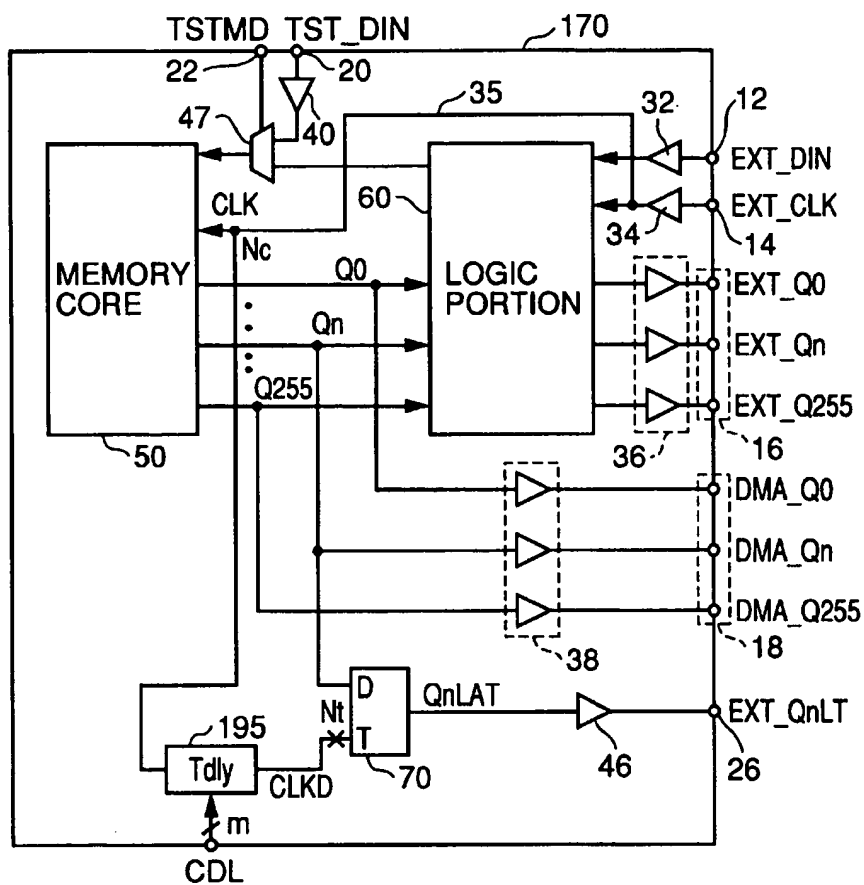 TSTMD TST_DIN 170
22 20
47 40 35 32 12
EXT_DIN
CLK 60 EXT_CLK
Nc 34 14
MEMORY CORE
LOGIC PORTION
Q0 EXT_Q0
Qn EXT_Qn
Q255 EXT_Q255
50 36 16
DMA_Q0
DMA_Qn
DMA_Q255
38 18
D QnLAT EXT_QnLT
Nt T
195 70 46 26
Tdly CLKD
m
CDL